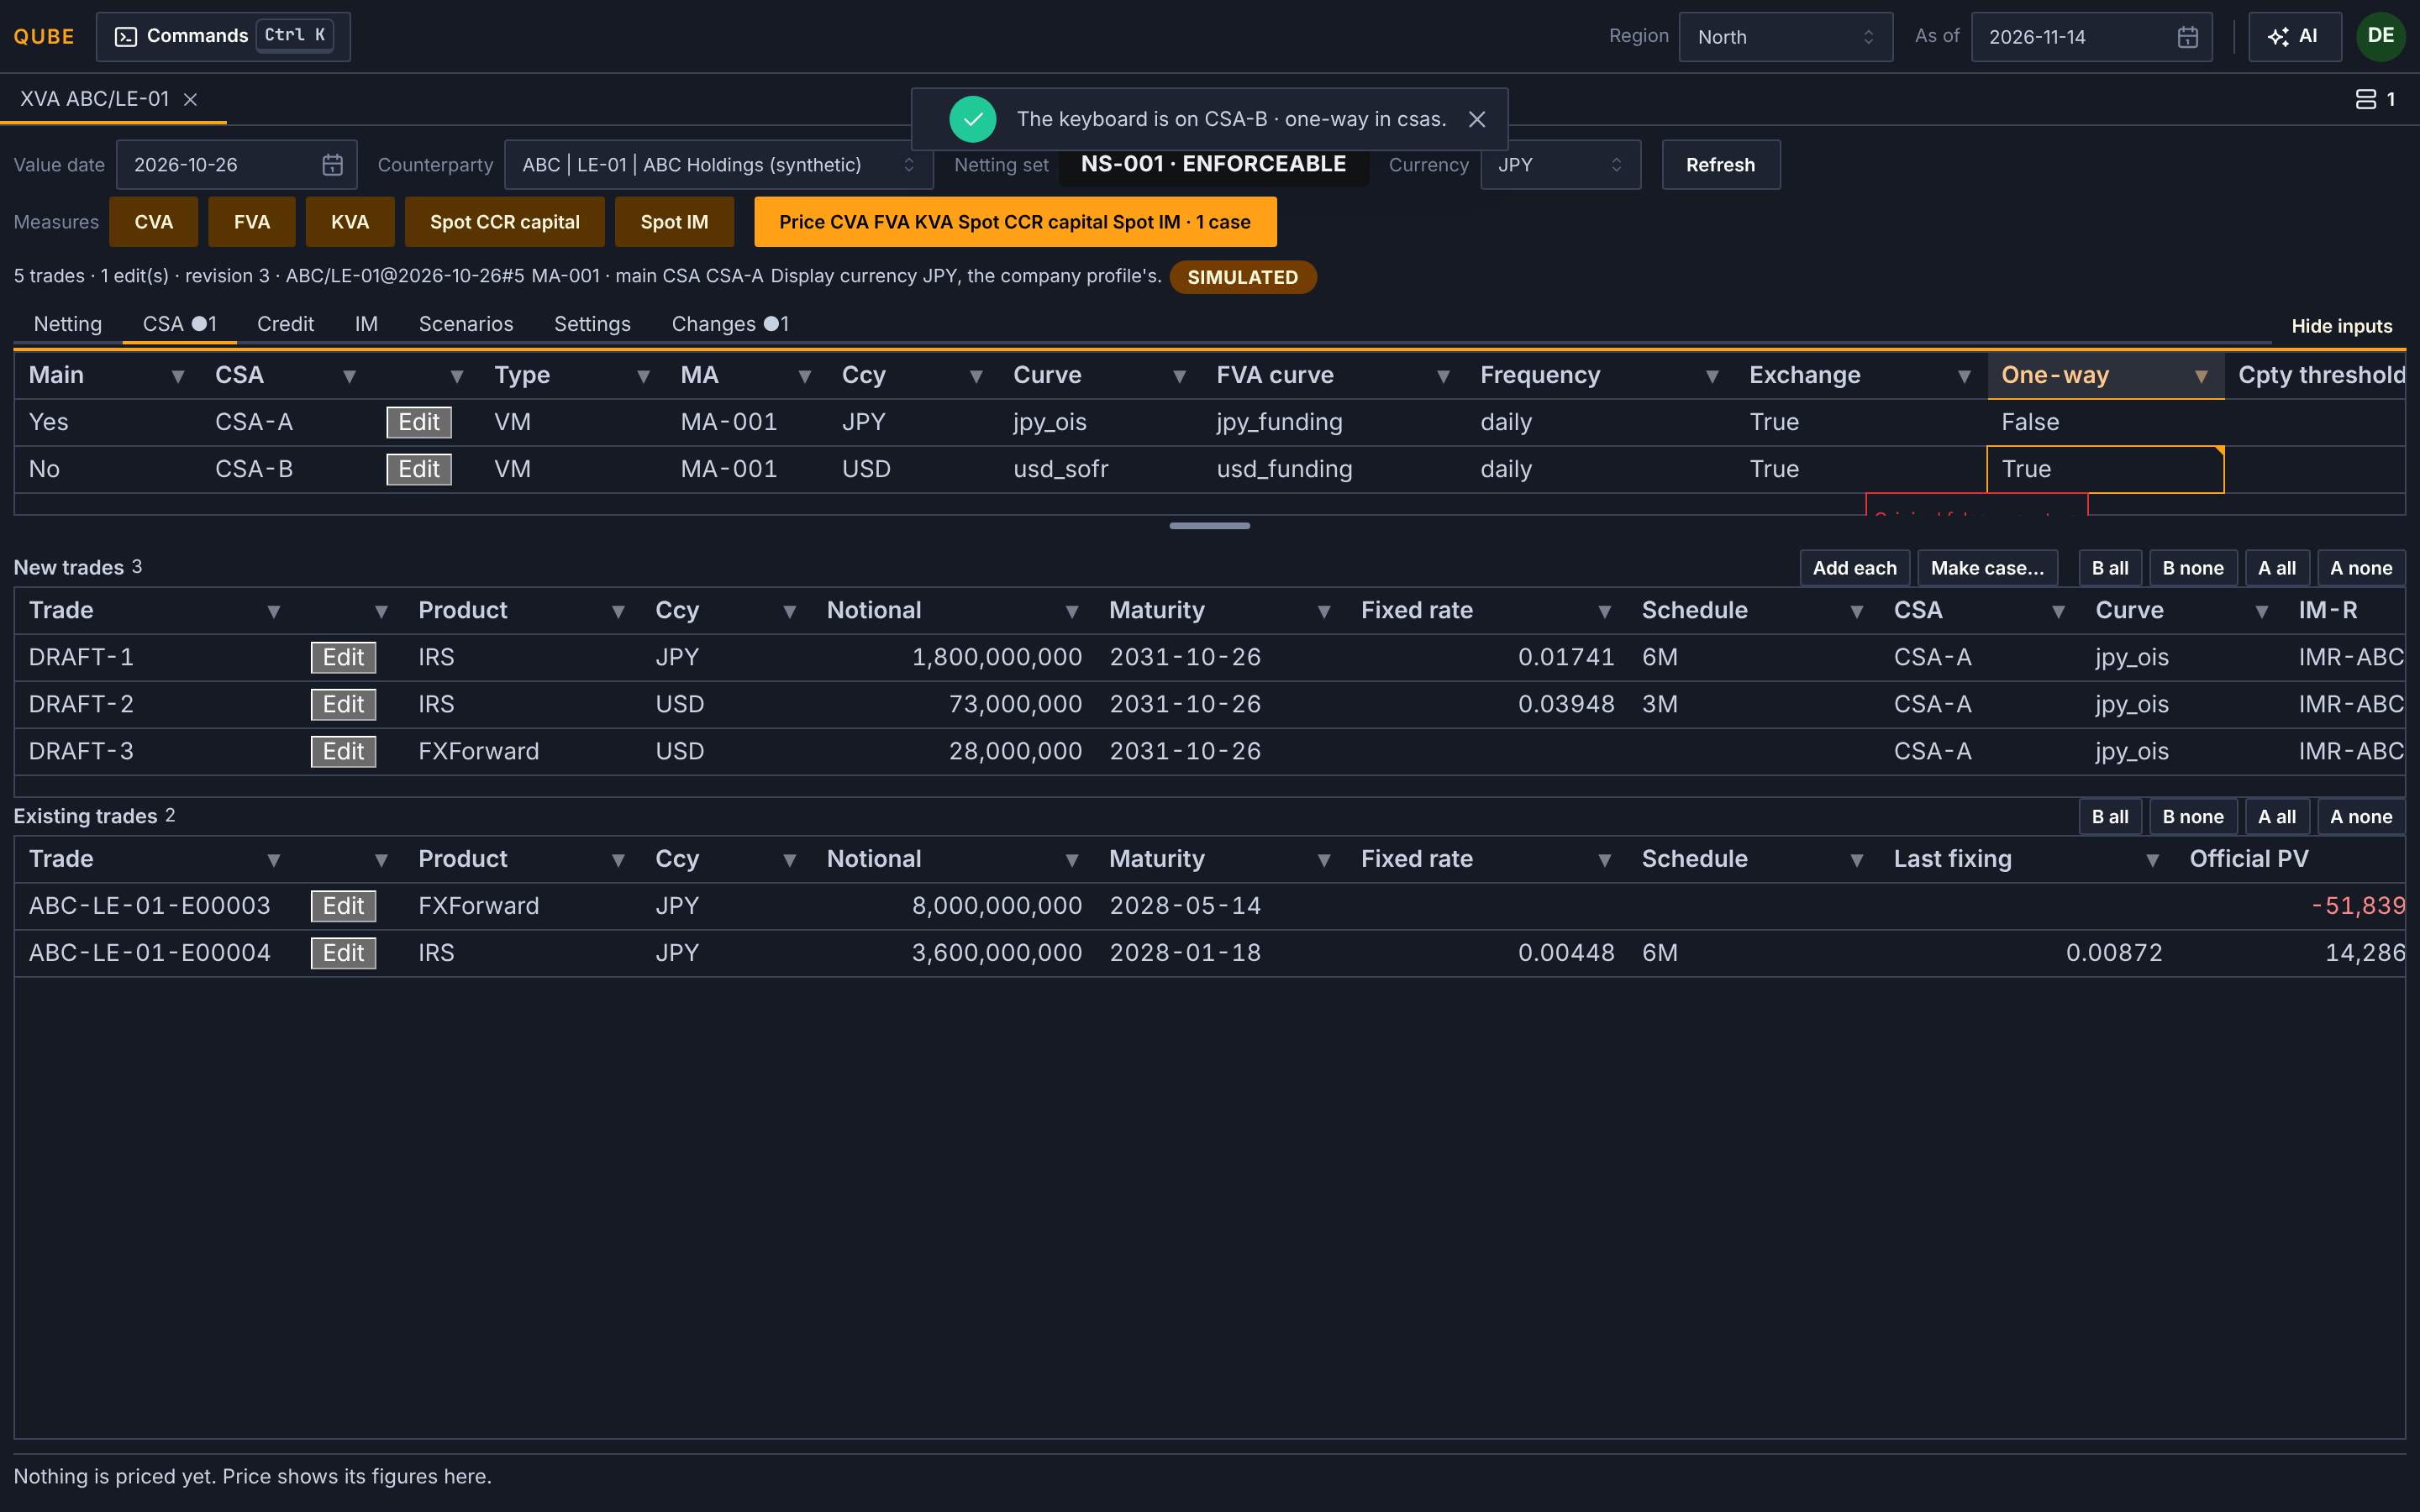 QUBE Commands Ctrl K Region North As of 2026-11-14 AI DE
XVA ABC/LE-01 1
The keyboard is on CSA-B · one-way in csas.
Value date 2026-10-26 Counterparty ABC | LE-01 | ABC Holdings (synthetic) Netting set NS-001 · ENFORCEABLE Currency JPY Refresh
Measures CVA FVA KVA Spot CCR capital Spot IM Price CVA FVA KVA Spot CCR capital Spot IM · 1 case
5 trades · 1 edit(s) · revision 3 · ABC/LE-01@2026-10-26#5 MA-001 · main CSA CSA-A Display currency JPY, the company profile's. SIMULATED
Netting CSA 1 Credit IM Scenarios Settings Changes 1 Hide inputs
Main CSA Type MA Ccy Curve FVA curve Frequency Exchange One-way Cpty threshold
Yes CSA-A Edit VM MA-001 JPY jpy_ois jpy_funding daily True False
No CSA-B Edit VM MA-001 USD usd_sofr usd_funding daily True True
New trades 3 Add each Make case... B all B none A all A none
Trade Product Ccy Notional Maturity Fixed rate Schedule CSA Curve IM-R
DRAFT-1 Edit IRS JPY 1,800,000,000 2031-10-26 0.01741 6M CSA-A jpy_ois IMR-ABC
DRAFT-2 Edit IRS USD 73,000,000 2031-10-26 0.03948 3M CSA-A jpy_ois IMR-ABC
DRAFT-3 Edit FXForward USD 28,000,000 2031-10-26 CSA-A jpy_ois IMR-ABC
Existing trades 2 B all B none A all A none
Trade Product Ccy Notional Maturity Fixed rate Schedule Last fixing Official PV
ABC-LE-01-E00003 Edit FXForward JPY 8,000,000,000 2028-05-14 -51,839
ABC-LE-01-E00004 Edit IRS JPY 3,600,000,000 2028-01-18 0.00448 6M 0.00872 14,286
Nothing is priced yet. Price shows its figures here.